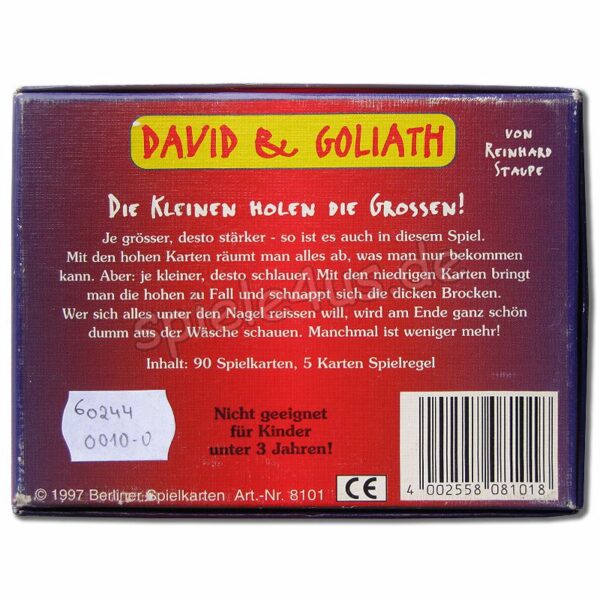 DAVID & GOLIATH
VON
REINHARD
STAUPE
DIE KLEINEN HOLEN DIE GROSSEN!
Je grösser, desto stärker - so ist es auch in diesem Spiel.
Mit den hohen Karten räumt man alles ab, was man bekommen
kann. Aber: je kleiner, desto schlauer. Mit den niedrigen Karten bringt
man die hohen zu Fall und schnappt sich die dicken Brocken.
Wer sich alles unter den Nagel reissen will, wird am Ende ganz schön
dumm aus der Wäsche schauen. Manchmal ist weniger mehr!
spiele4us.de
Inhalt: 90 Spielkarten, 5 Karten Spielregel
60244
0010-0
Nicht geeignet
für Kinder
unter 3 Jahren!
© 1997 Berliner Spielkarten Art.-Nr. 8101
CE
4 002558 081018